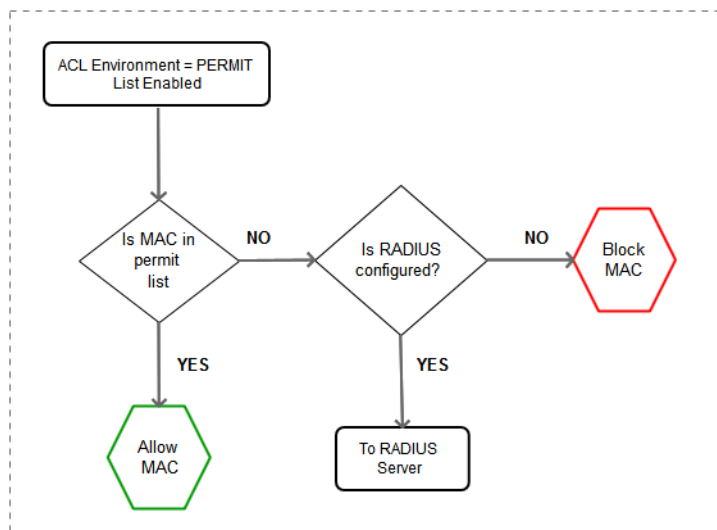 ACL Environment = PERMIT
List Enabled
Is MAC in
permit
list
NO
Is RADIUS
configured?
NO
Block
MAC
YES
YES
Allow
MAC
To RADIUS
Server